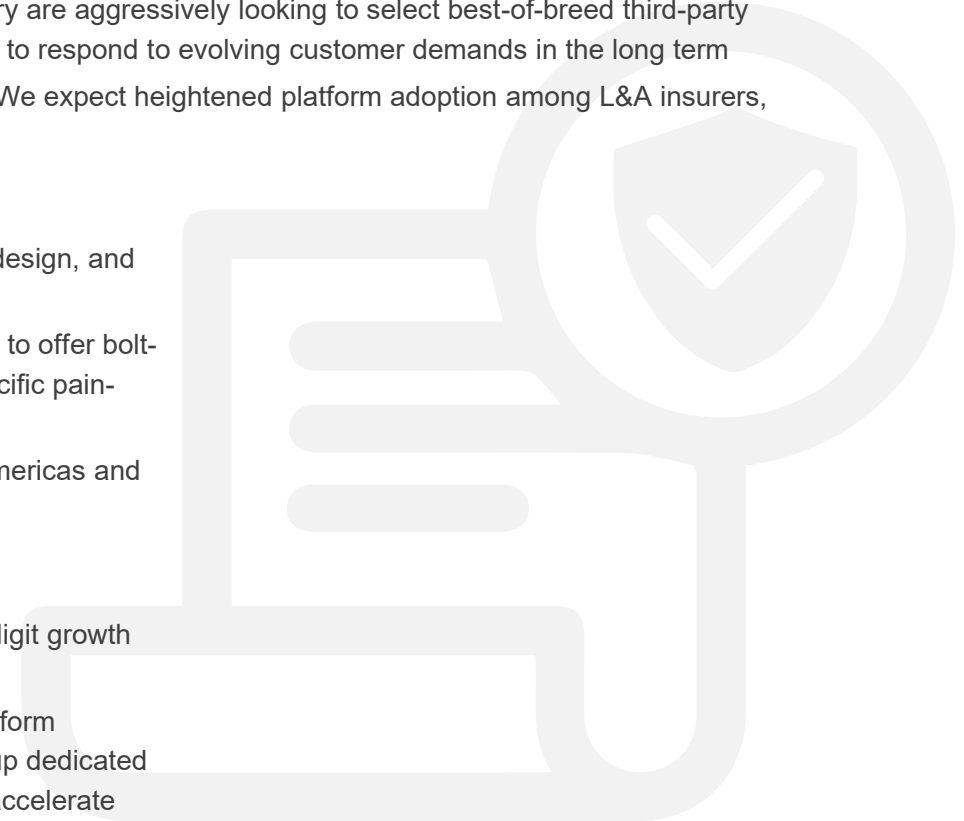 ry are aggressively looking to select best-of-breed third-party
to respond to evolving customer demands in the long term
We expect heightened platform adoption among L&A insurers,
design, and
to offer bolt-
cific pain-
mericas and
digit growth
form
up dedicated
accelerate